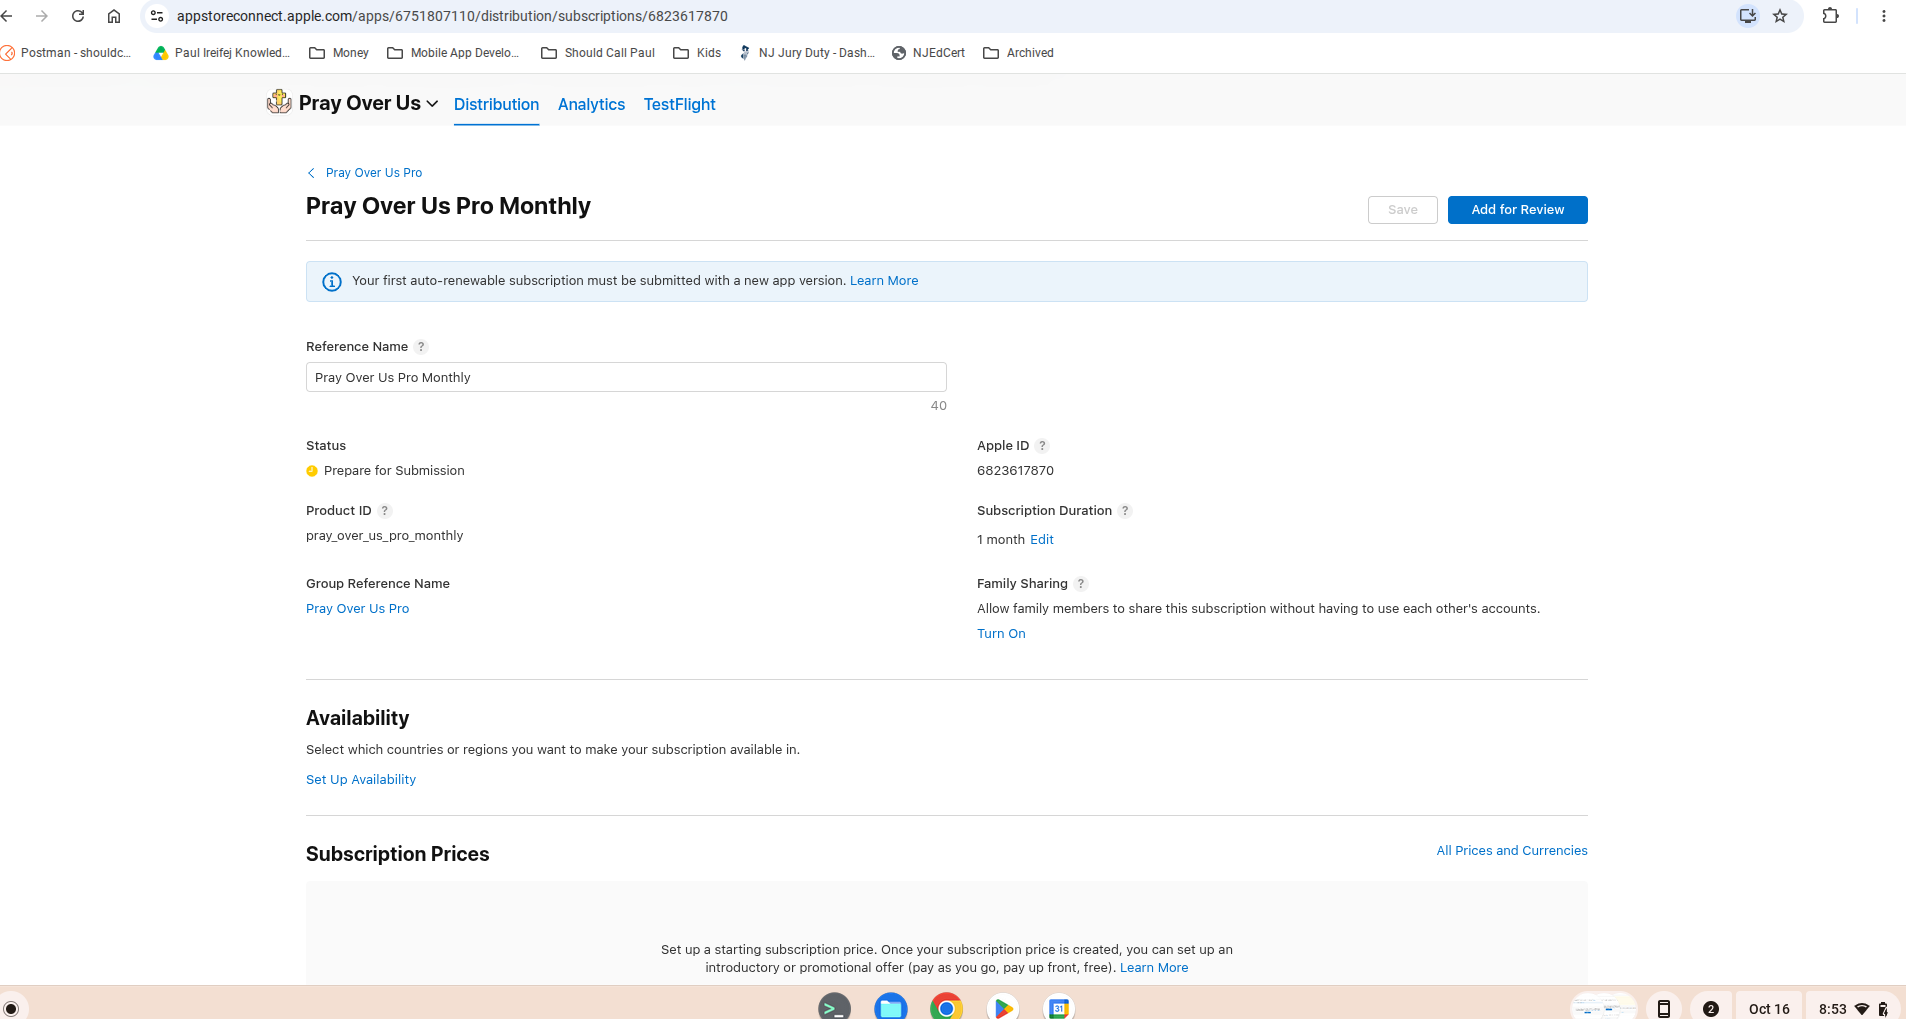 appstoreconnect.apple.com/apps/6751807110/distribution/subscriptions/6823617870
Postman - shouldc... Paul Ireifej Knowled... Money Mobile App Develo... Should Call Paul Kids NJ Jury Duty - Dash... NJEdCert Archived
Pray Over Us Distribution Analytics TestFlight
Pray Over Us Pro
Pray Over Us Pro Monthly
Save Add for Review
Your first auto-renewable subscription must be submitted with a new app version. Learn More
Reference Name ?
Pray Over Us Pro Monthly
40
Status
Prepare for Submission
Apple ID ?
6823617870
Product ID ?
pray_over_us_pro_monthly
Subscription Duration ?
1 month Edit
Group Reference Name
Pray Over Us Pro
Family Sharing ?
Allow family members to share this subscription without having to use each other's accounts.
Turn On
Availability
Select which countries or regions you want to make your subscription available in.
Set Up Availability
Subscription Prices
All Prices and Currencies
Set up a starting subscription price. Once your subscription price is created, you can set up an
introductory or promotional offer (pay as you go, pay up front, free). Learn More
31
2 Oct 16 8:53